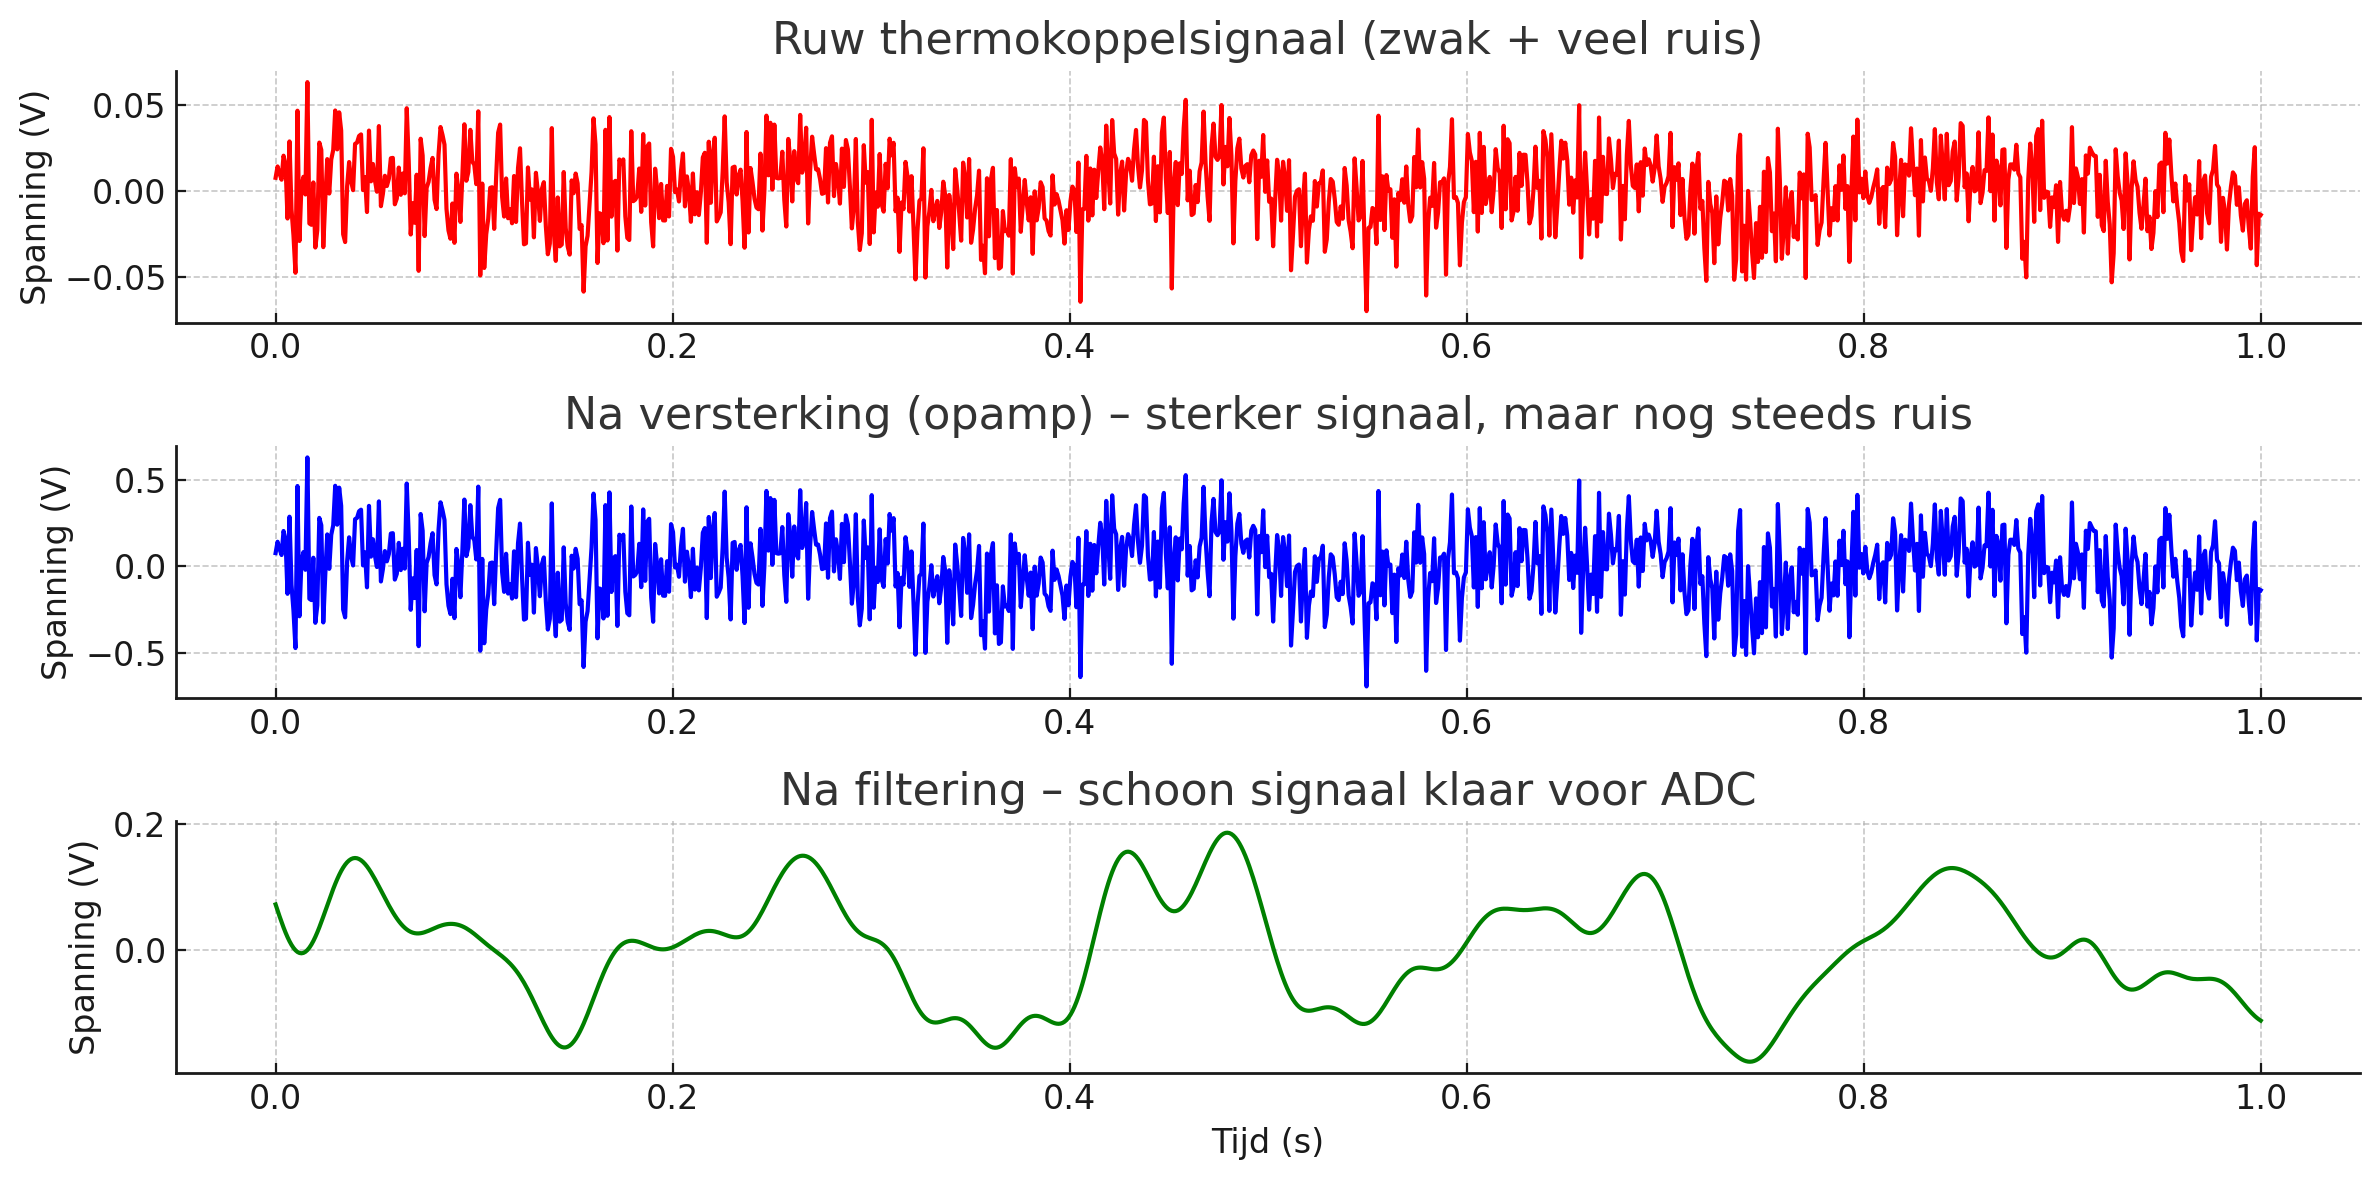 Ruw thermokoppelsignaal (zwak + veel ruis)
Spanning (V)
0.05
0.00
−0.05
0.0 0.2 0.4 0.6 0.8 1.0
Na versterking (opamp) – sterker signaal, maar nog steeds ruis
Spanning (V)
0.5
0.0
−0.5
0.0 0.2 0.4 0.6 0.8 1.0
Na filtering – schoon signaal klaar voor ADC
Spanning (V)
0.2
0.0
0.0 0.2 0.4 0.6 0.8 1.0
Tijd (s)